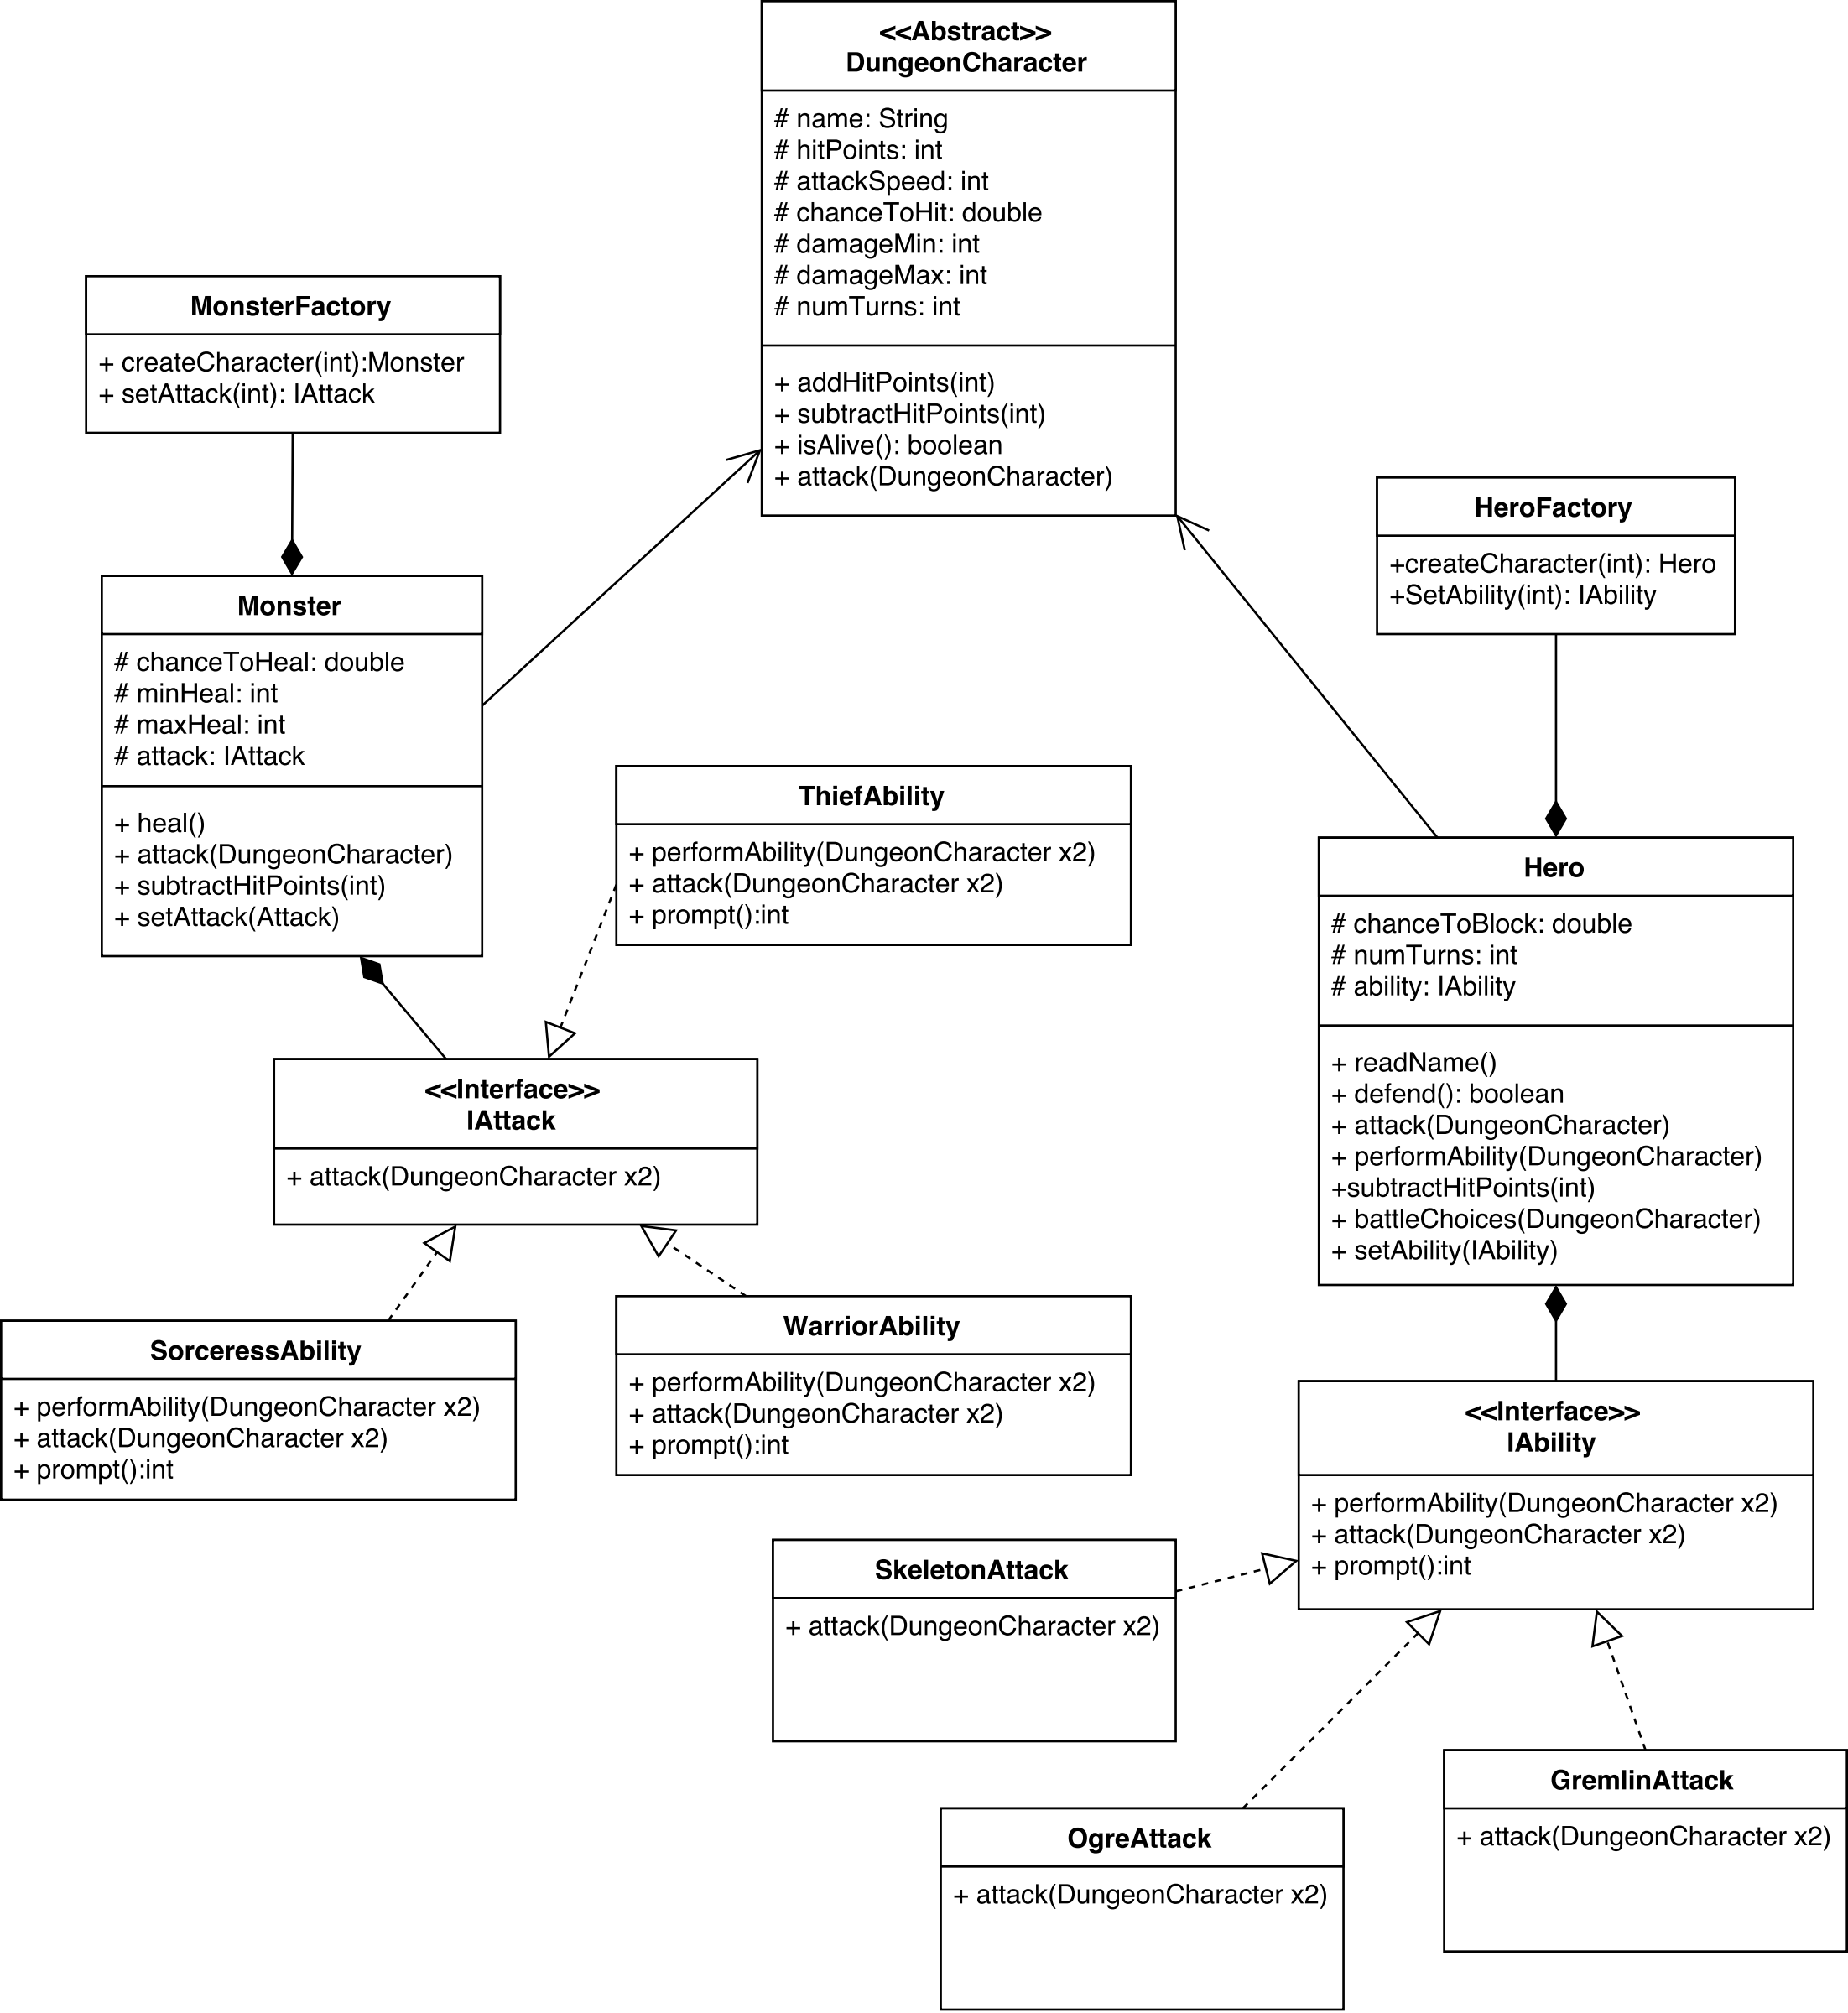 <<Abstract>>
DungeonCharacter
# name: String
# hitPoints: int
# attackSpeed: int
# chanceToHit: double
# damageMin: int
# damageMax: int
# numTurns: int
+ addHitPoints(int)
+ subtractHitPoints(int)
+ isAlive(): boolean
+ attack(DungeonCharacter)
MonsterFactory
+ createCharacter(int):Monster
+ setAttack(int): IAttack
HeroFactory
+createCharacter(int): Hero
+SetAbility(int): IAbility
Monster
# chanceToHeal: double
# minHeal: int
# maxHeal: int
# attack: IAttack
+ heal()
+ attack(DungeonCharacter)
+ subtractHitPoints(int)
+ setAttack(Attack)
ThiefAbility
+ performAbility(DungeonCharacter x2)
+ attack(DungeonCharacter x2)
+ prompt():int
Hero
# chanceToBlock: double
# numTurns: int
# ability: IAbility
+ readName()
+ defend(): boolean
+ attack(DungeonCharacter)
+ performAbility(DungeonCharacter)
+subtractHitPoints(int)
+ battleChoices(DungeonCharacter)
+ setAbility(IAbility)
<<Interface>>
IAttack
+ attack(DungeonCharacter x2)
SorceressAbility
+ performAbility(DungeonCharacter x2)
+ attack(DungeonCharacter x2)
+ prompt():int
WarriorAbility
+ performAbility(DungeonCharacter x2)
+ attack(DungeonCharacter x2)
+ prompt():int
<<Interface>>
IAbility
+ performAbility(DungeonCharacter x2)
+ attack(DungeonCharacter x2)
+ prompt():int
SkeletonAttack
+ attack(DungeonCharacter x2)
OgreAttack
+ attack(DungeonCharacter x2)
GremlinAttack
+ attack(DungeonCharacter x2)